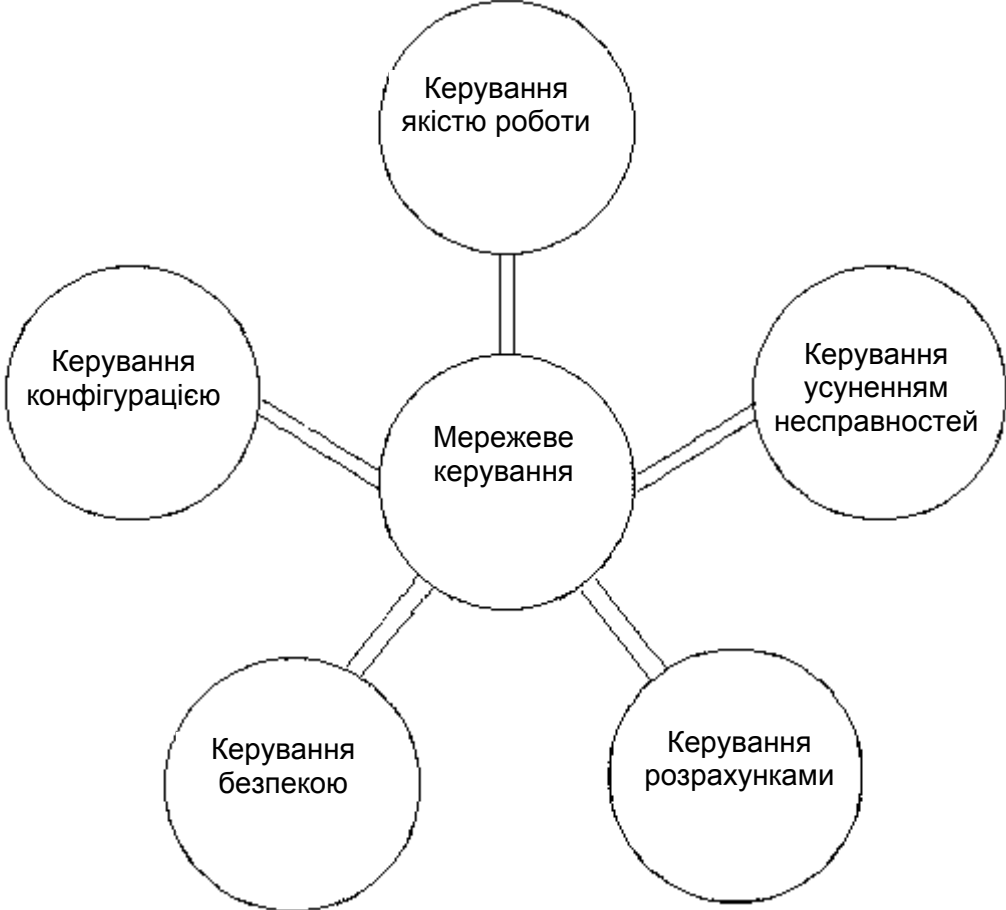 Керування
якістю роботи
Керування
конфігурацією
Керування
усуненням
несправностей
Мережеве
керування
Керування
безпекою
Керування
розрахунками